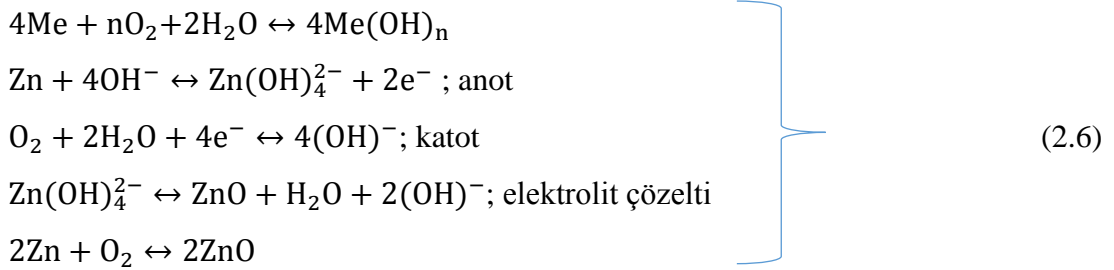 4Me + nO₂+2H₂O ↔ 4Me(OH)ₙ
Zn + 4OH⁻ ↔ Zn(OH)₄²⁻ + 2e⁻ ; anot
O₂ + 2H₂O + 4e⁻ ↔ 4(OH)⁻; katot
(2.6)
Zn(OH)₄²⁻ ↔ ZnO + H₂O + 2(OH)⁻; elektrolit çözelti
2Zn + O₂ ↔ 2ZnO